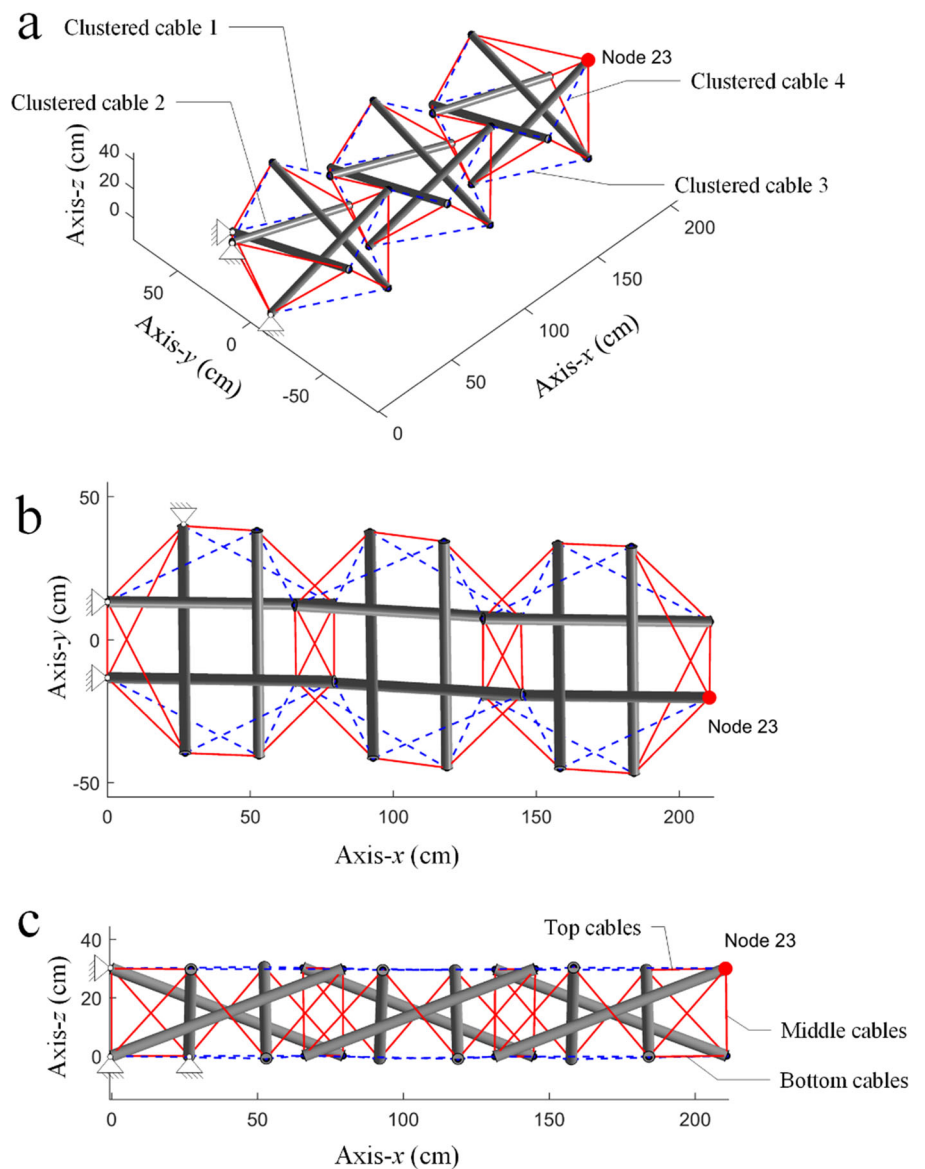 a
Clustered cable 1
Node 23
Clustered cable 4
Clustered cable 2
Axis-z (cm)
40
20
0
Clustered cable 3
200
150
100
50
0
50
0
-50
Axis-y (cm)
Axis-x (cm)
b
50
0
-50
Axis-y (cm)
Node 23
0
50
100
150
200
Axis-x (cm)
c
Top cables
Node 23
40
20
0
Axis-z (cm)
Middle cables
Bottom cables
0
50
100
150
200
Axis-x (cm)